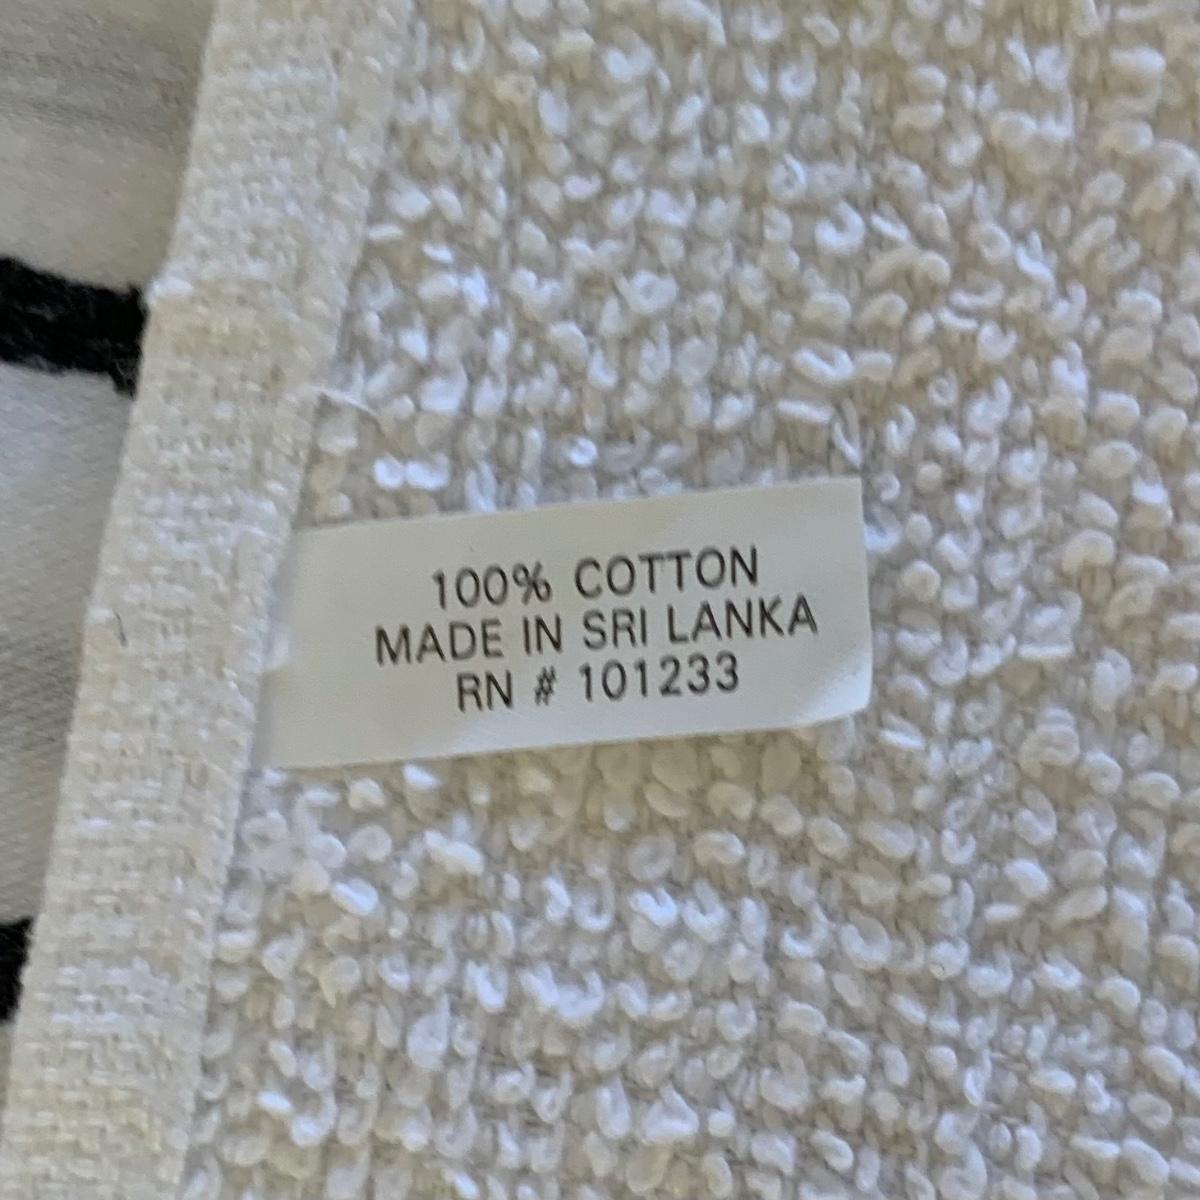 100% COTTON
MADE IN SRI LANKA
RN # 101233